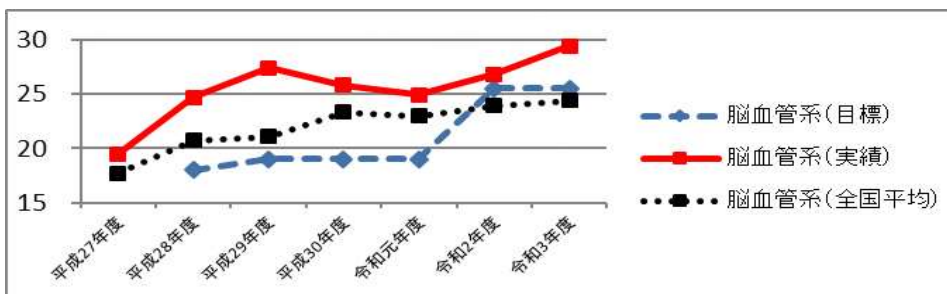 30
25
20
15
平成27年度
平成28年度
平成29年度
平成30年度
令和元年度
令和2年度
令和3年度
脳血管系(目標)
脳血管系(実績)
脳血管系(全国平均)